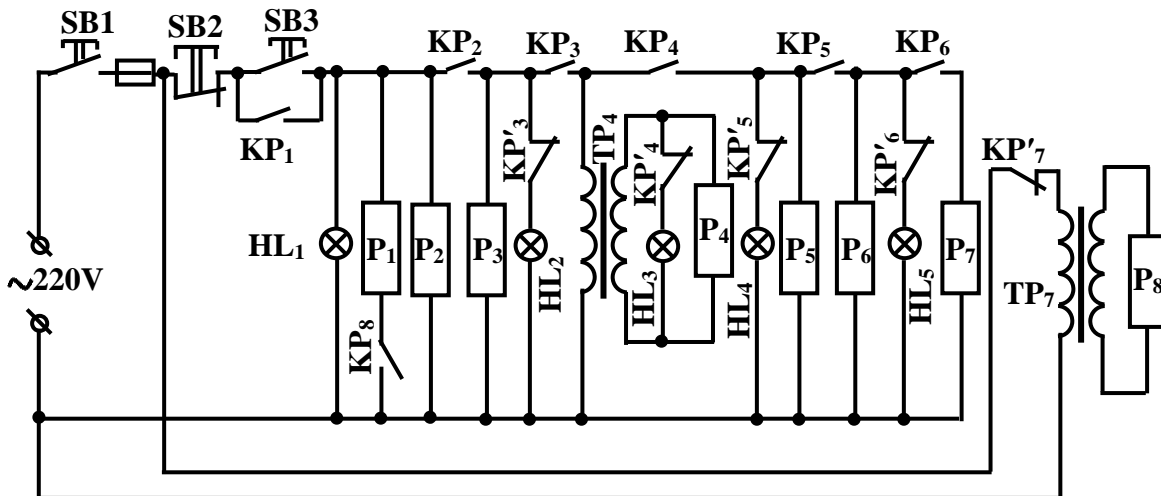 SB1 SB2 SB3
KP₂ KP₃ KP₄ KP₅ KP₆
KP₁
KP'₃ TP₄ KP'₄ KP'₅ KP'₆ KP'₇
HL₁ P₁ P₂ P₃ HL₂ HL₃ P₄ HL₄ P₅ P₆ HL₅ P₇ TP₇ P₈
~220V
KP₈